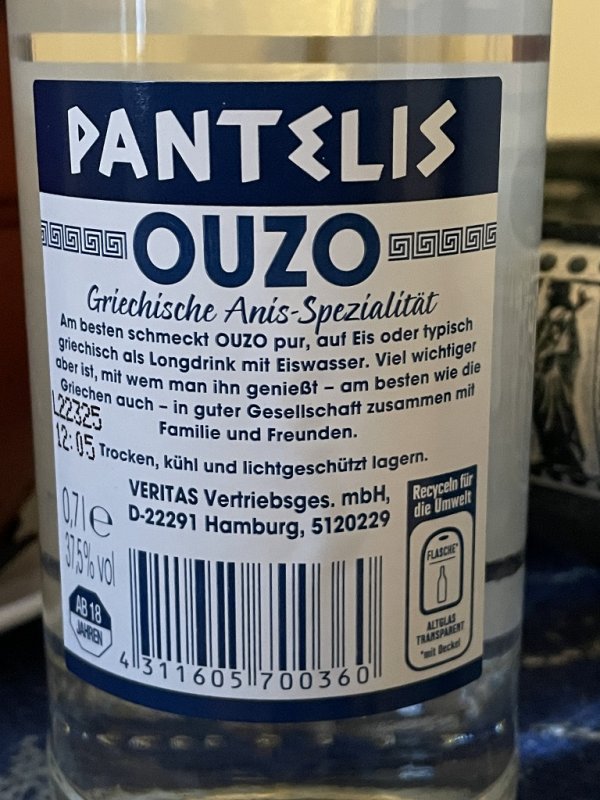 PANTELIS
OUZO
Griechische Anis-Spezialität
Am besten schmeckt OUZO pur, auf Eis oder typisch
griechisch als Longdrink mit Eiswasser. Viel wichtiger
aber ist, mit wem man ihn genießt – am besten wie die
Griechen auch – in guter Gesellschaft zusammen mit
Familie und Freunden.
L22325
12:05
Trocken, kühl und lichtgeschützt lagern.
VERITAS Vertriebsges. mbH,
D-22291 Hamburg, 5120229
0,7l e
37,5% vol
AB 18
JAHREN
4 311605 700360
Recyceln für
die Umwelt
FLASCHE*
ALTGLAS
TRANSPARENT
*mit Deckel